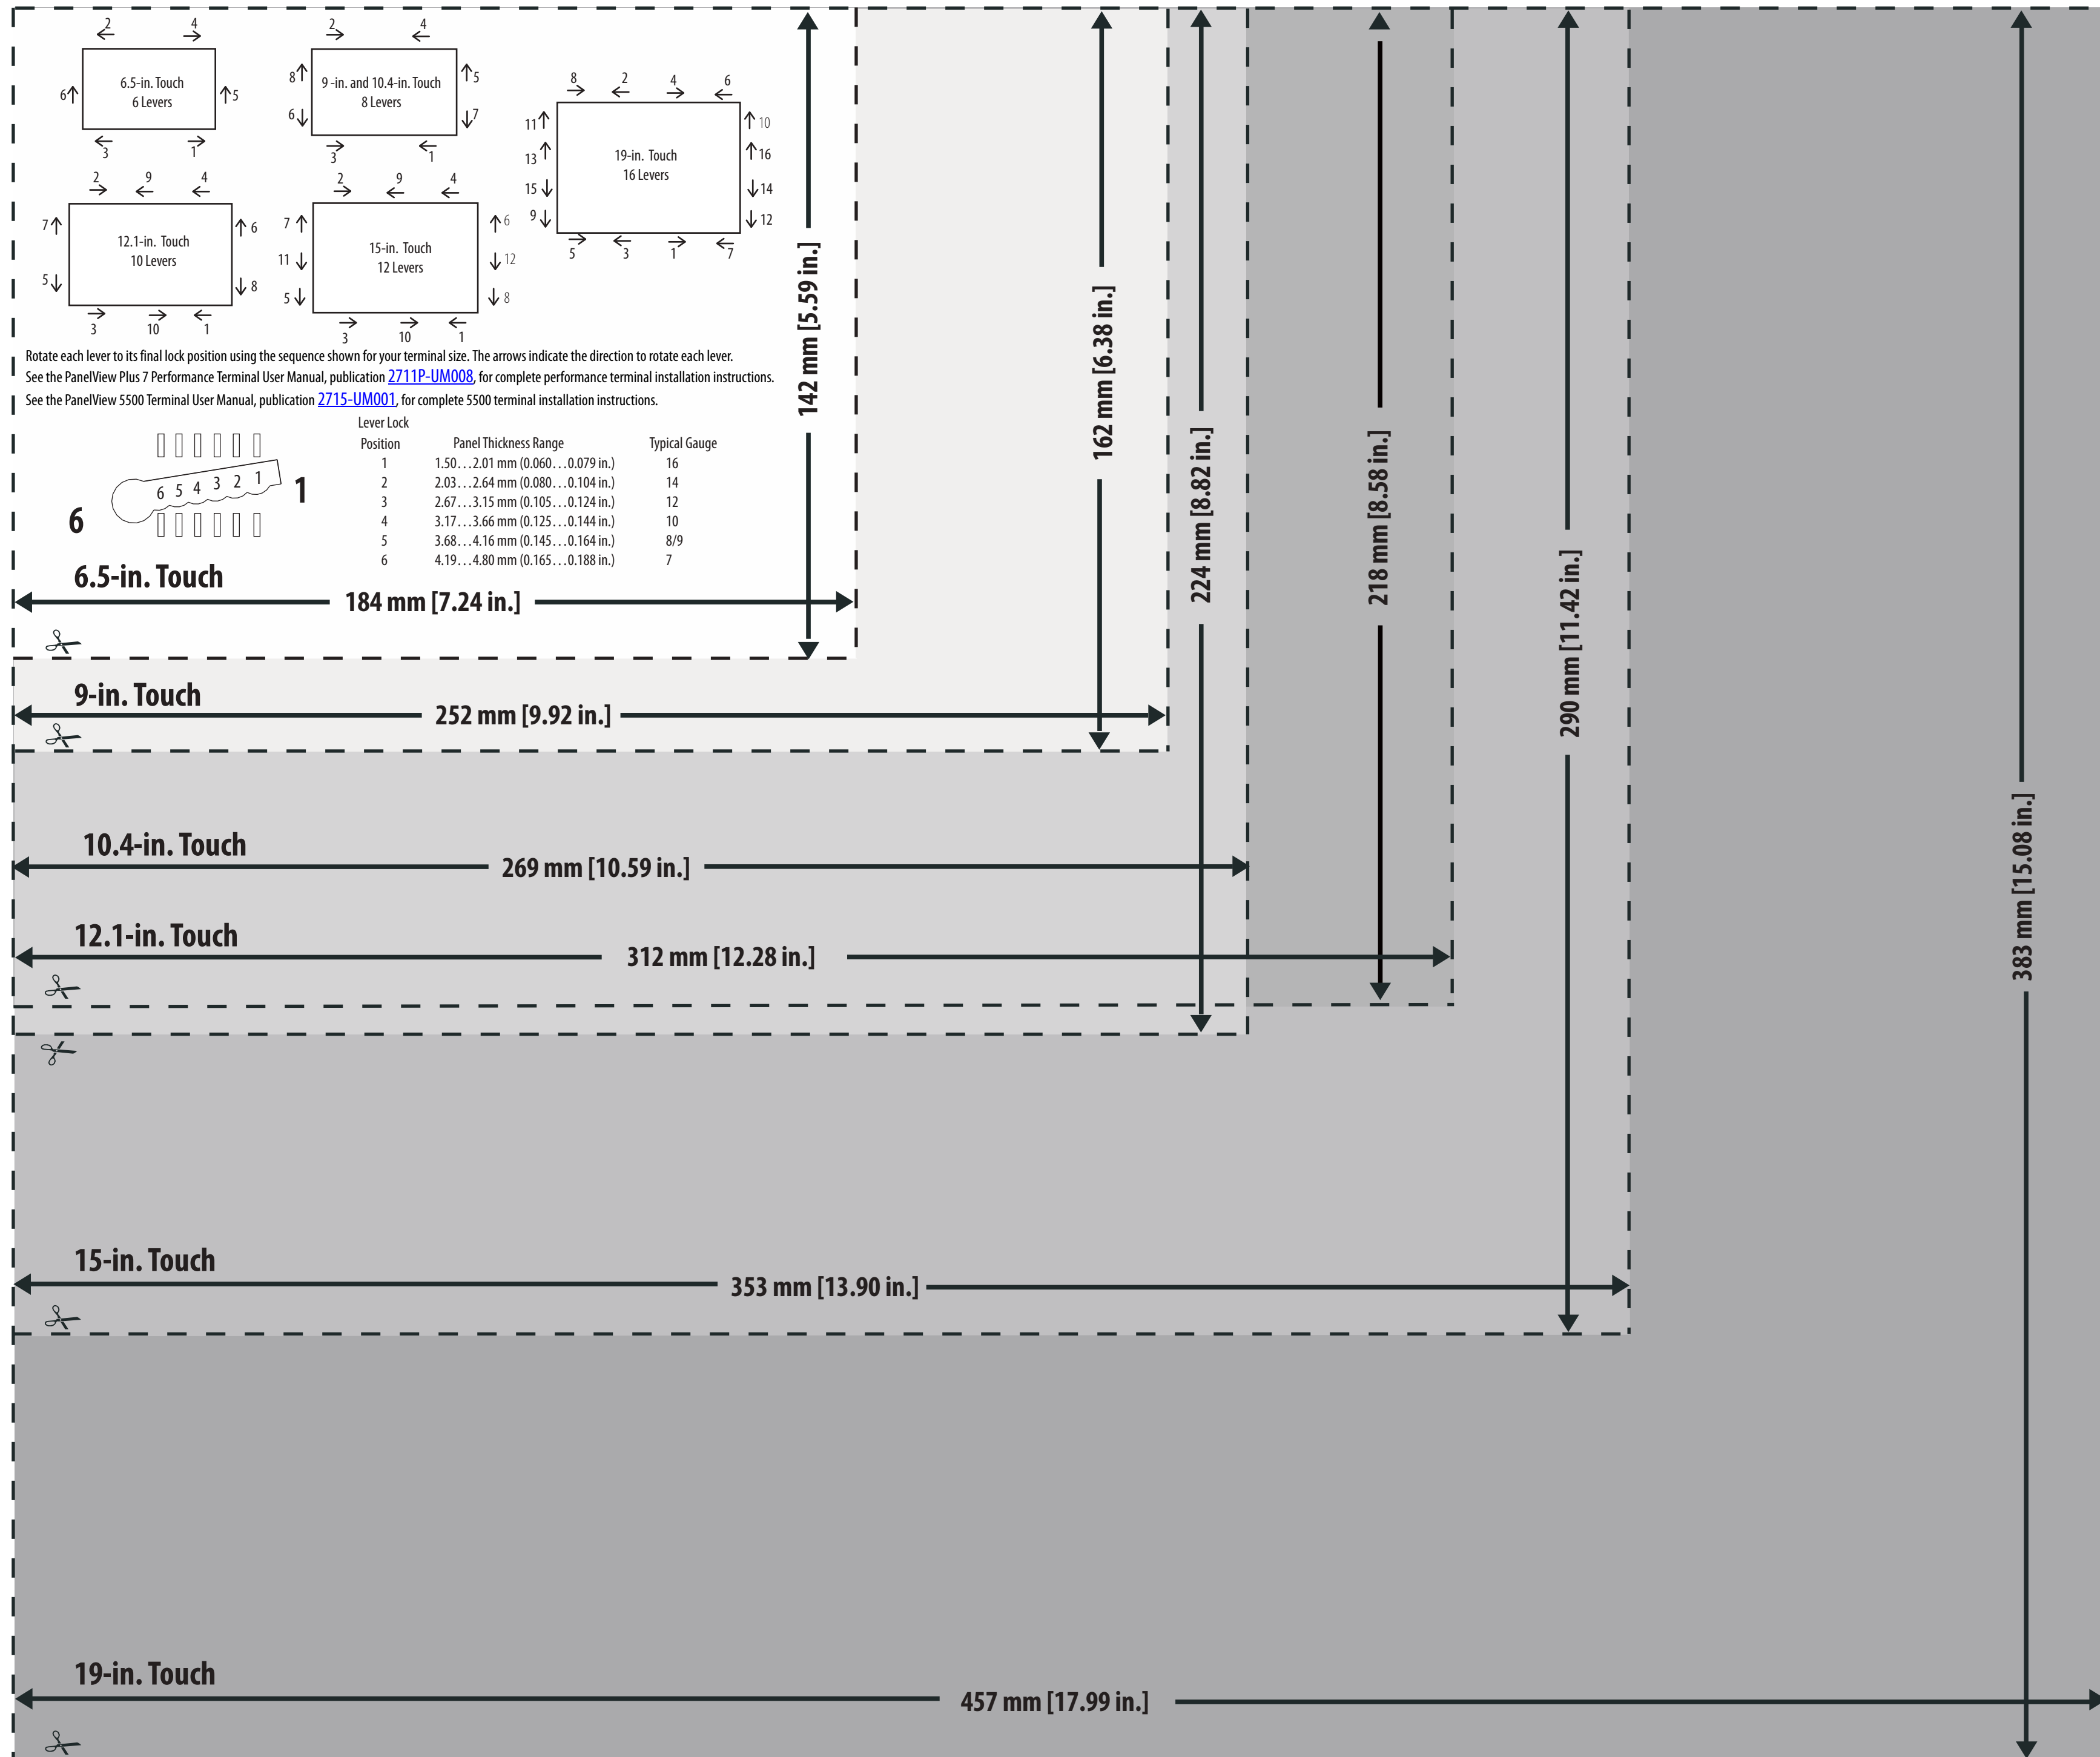 2 4
6 6.5-in. Touch 5
6 Levers
3 1
2 4
8 9 -in. and 10.4-in. Touch 5
8 Levers
6 7
3 1
8 2 4 6
11 10
13 19-in. Touch 16
16 Levers
15 14
9 12
5 3 1 7
2 9 4
7 6
12.1-in. Touch
10 Levers
5 8
3 10 1
2 9 4
7 6
15-in. Touch
11 12
12 Levers
5 8
3 10 1
Rotate each lever to its final lock position using the sequence shown for your terminal size. The arrows indicate the direction to rotate each lever.
See the PanelView Plus 7 Performance Terminal User Manual, publication 2711P-UM008, for complete performance terminal installation instructions.
See the PanelView 5500 Terminal User Manual, publication 2715-UM001, for complete 5500 terminal installation instructions.
Lever Lock
Position Panel Thickness Range Typical Gauge
1 1.50…2.01 mm (0.060…0.079 in.) 16
2 2.03…2.64 mm (0.080…0.104 in.) 14
3 2.67…3.15 mm (0.105…0.124 in.) 12
4 3.17…3.66 mm (0.125…0.144 in.) 10
5 3.68…4.16 mm (0.145…0.164 in.) 8/9
6 4.19…4.80 mm (0.165…0.188 in.) 7
6 5 4 3 2 1
1
6
6.5-in. Touch
184 mm [7.24 in.]
142 mm [5.59 in.]
9-in. Touch
252 mm [9.92 in.]
162 mm [6.38 in.]
10.4-in. Touch
269 mm [10.59 in.]
224 mm [8.82 in.]
12.1-in. Touch
312 mm [12.28 in.]
218 mm [8.58 in.]
15-in. Touch
353 mm [13.90 in.]
290 mm [11.42 in.]
19-in. Touch
457 mm [17.99 in.]
383 mm [15.08 in.]